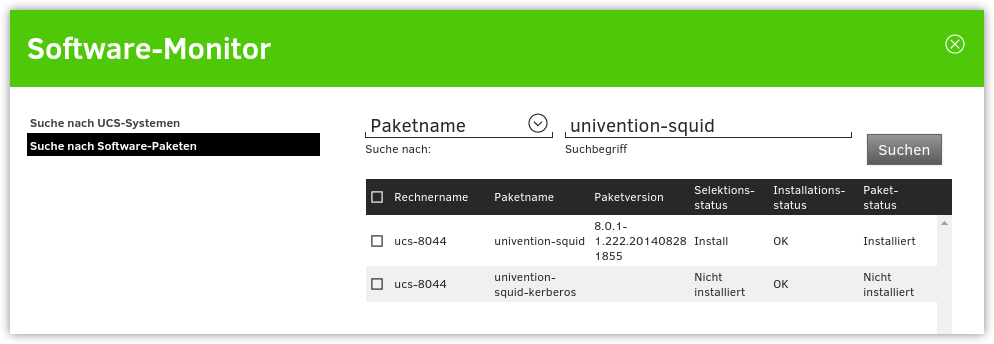 Software-Monitor
Suche nach UCS-Systemen
Suche nach Software-Paketen
Paketname univention-squid
Suche nach: Suchbegriff
Suchen
Rechnername Paketname Paketversion Selektions-status Installations-status Paket-status
ucs-8044 univention-squid 8.0.1-1.222.201408281855 Install OK Installiert
ucs-8044 univention-squid-kerberos Nicht installiert OK Nicht installiert